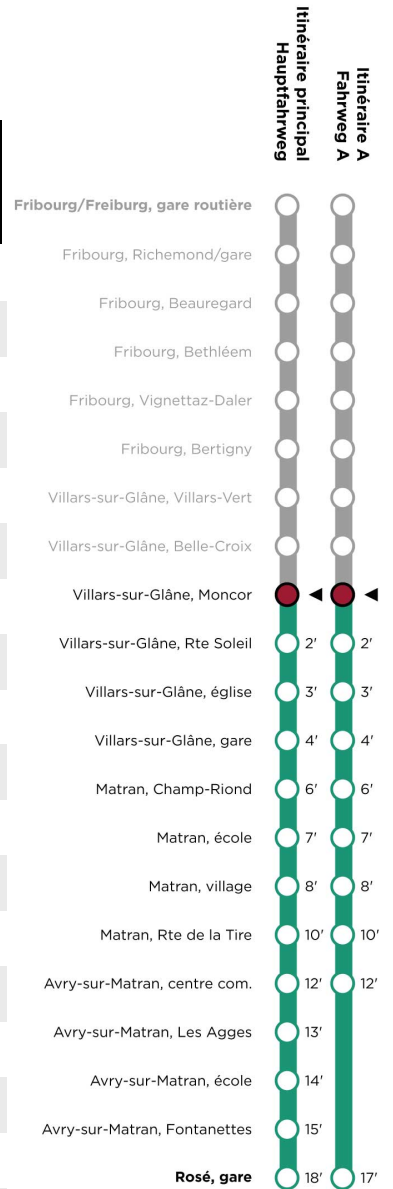 Itinéraire principal
Hauptfahrweg
Itinéraire A
Fahrweg A
Fribourg/Freiburg, gare routière
Fribourg, Richemond/gare
Fribourg, Beauregard
Fribourg, Bethléem
Fribourg, Vignettaz-Daler
Fribourg, Bertigny
Villars-sur-Glâne, Villars-Vert
Villars-sur-Glâne, Belle-Croix
Villars-sur-Glâne, Moncor
Villars-sur-Glâne, Rte Soleil 2' 2'
Villars-sur-Glâne, église 3' 3'
Villars-sur-Glâne, gare 4' 4'
Matran, Champ-Riond 6' 6'
Matran, école 7' 7'
Matran, village 8' 8'
Matran, Rte de la Tire 10' 10'
Avry-sur-Matran, centre com. 12' 12'
Avry-sur-Matran, Les Agges 13'
Avry-sur-Matran, école 14'
Avry-sur-Matran, Fontanettes 15'
Rosé, gare 18' 17'